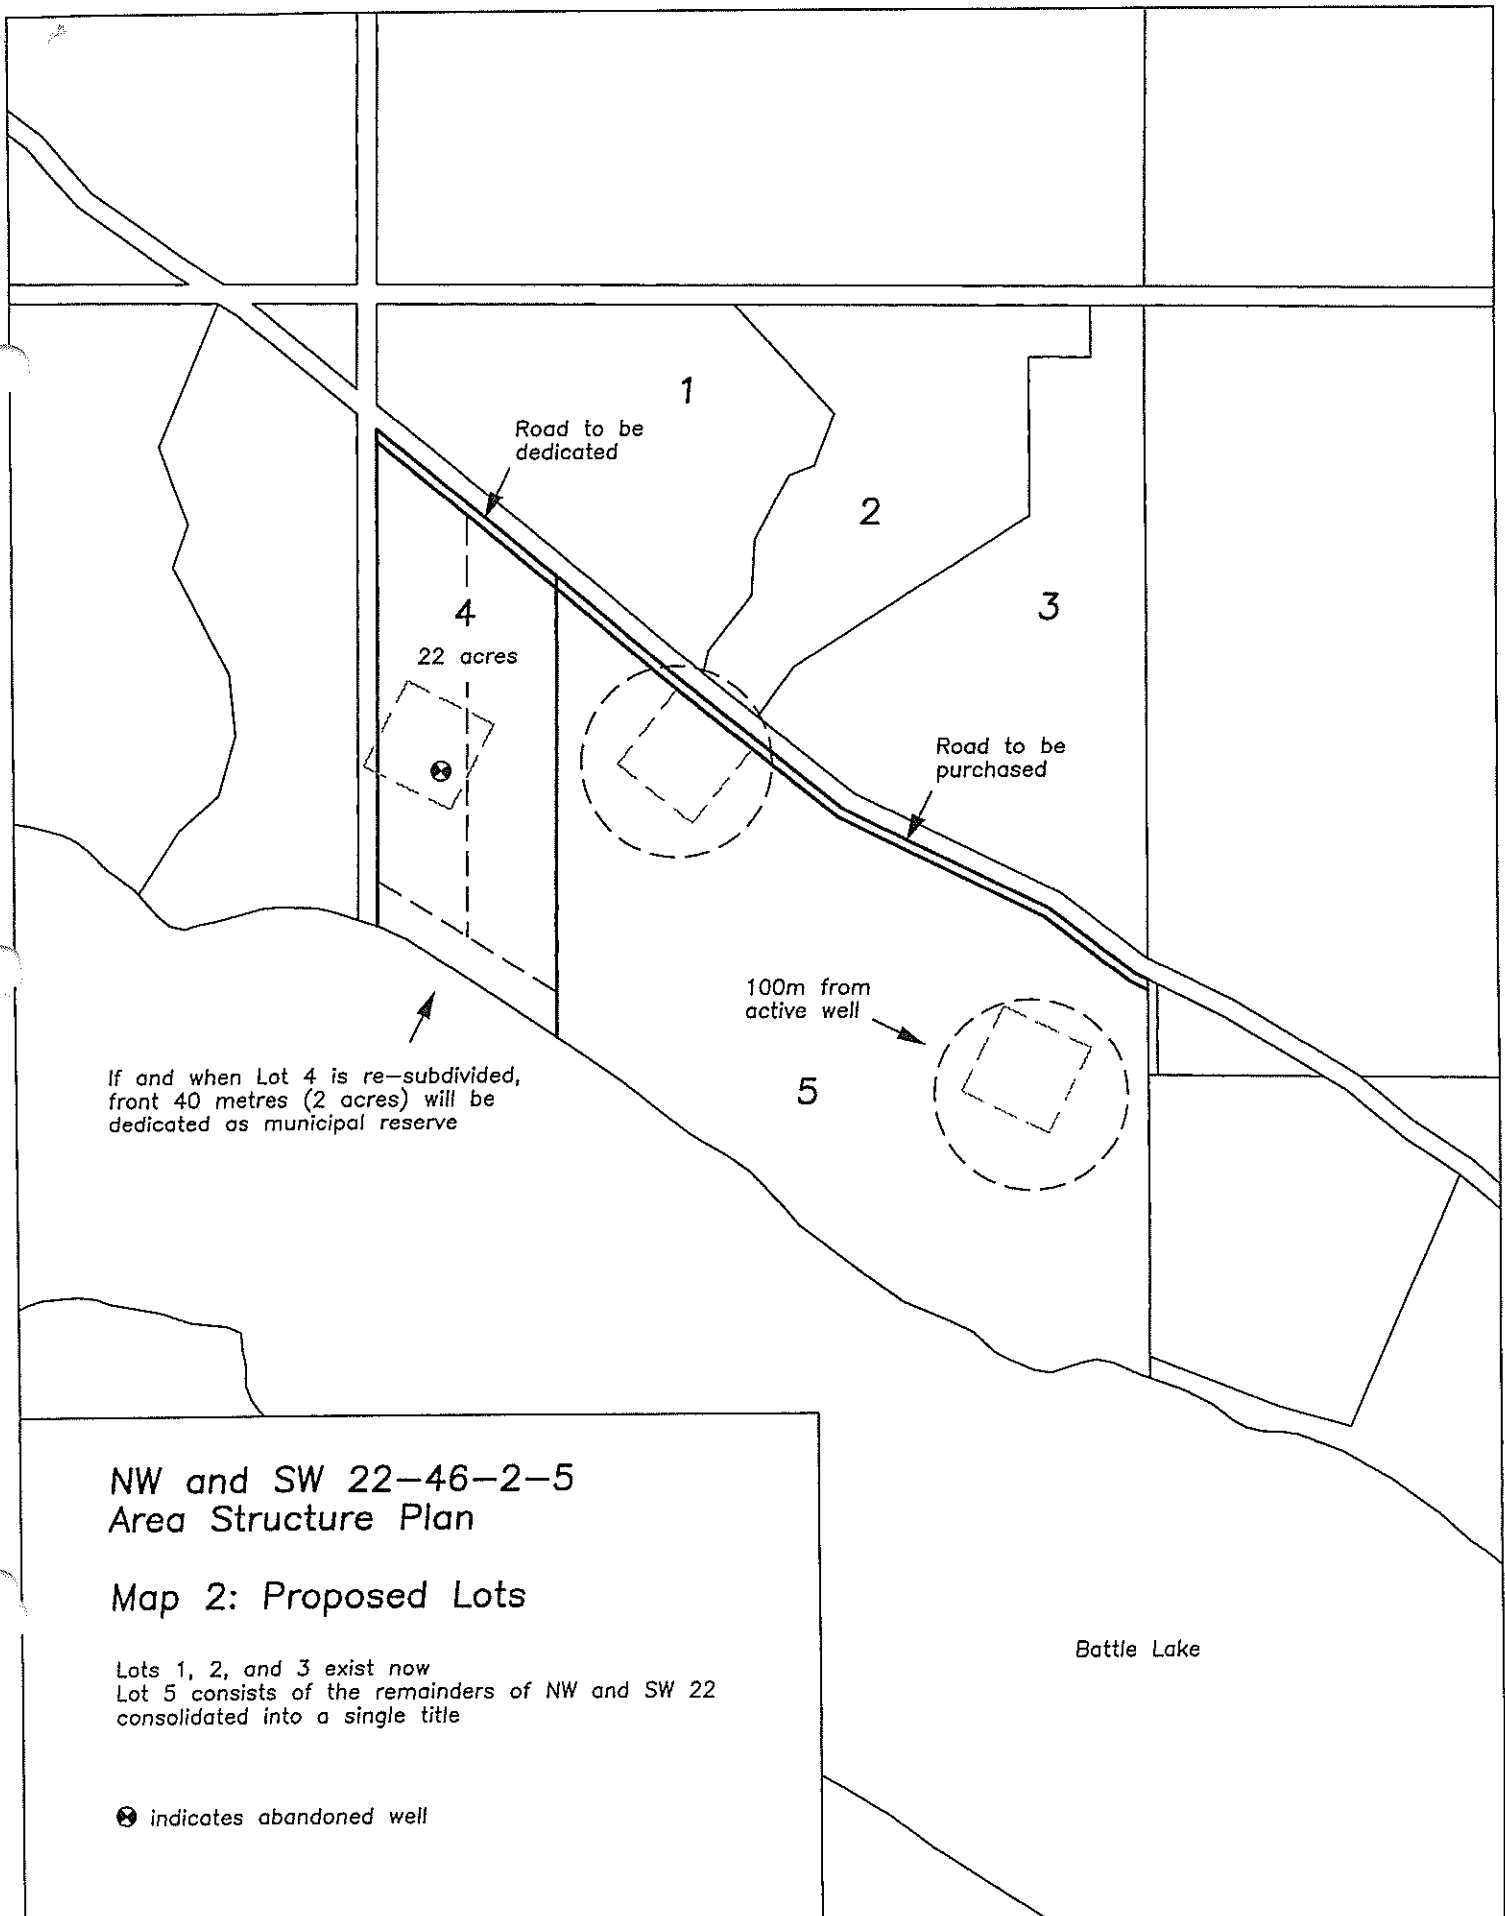 1
Road to be
dedicated
2
3
4
22 acres
Road to be
purchased
100m from
active well
5
If and when Lot 4 is re-subdivided,
front 40 metres (2 acres) will be
dedicated as municipal reserve
NW and SW 22-46-2-5
Area Structure Plan
Map 2: Proposed Lots
Lots 1, 2, and 3 exist now
Lot 5 consists of the remainders of NW and SW 22
consolidated into a single title
indicates abandoned well
Battle Lake